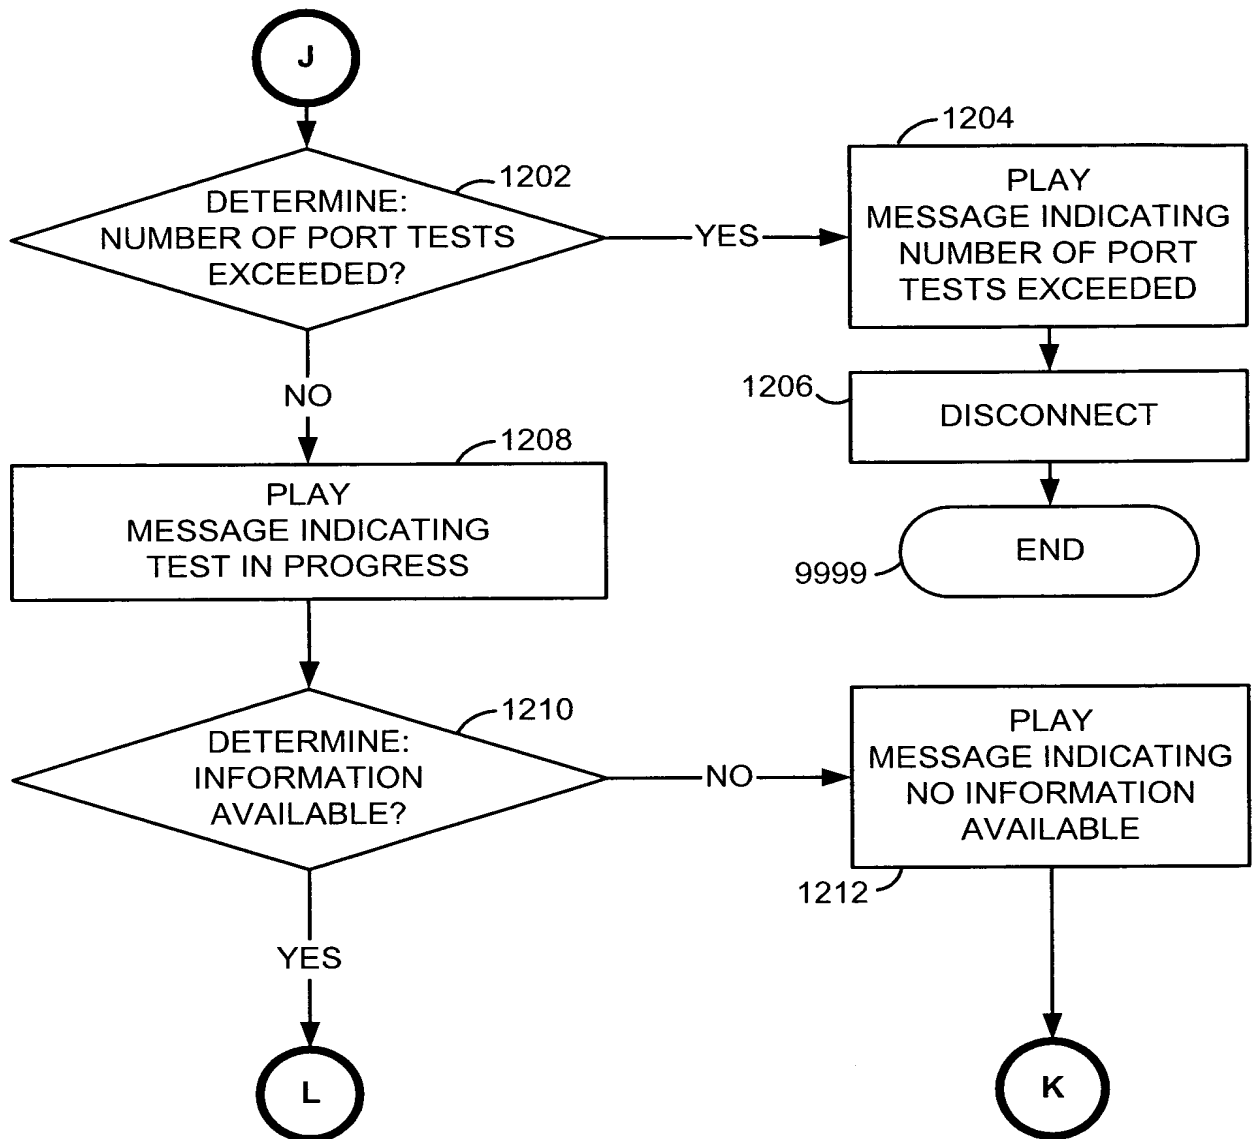 J
1202
DETERMINE:
NUMBER OF PORT TESTS
EXCEEDED?
YES
1204
PLAY
MESSAGE INDICATING
NUMBER OF PORT
TESTS EXCEEDED
1206
DISCONNECT
9999
END
NO
1208
PLAY
MESSAGE INDICATING
TEST IN PROGRESS
1210
DETERMINE:
INFORMATION
AVAILABLE?
NO
PLAY
MESSAGE INDICATING
NO INFORMATION
AVAILABLE
1212
YES
L
K